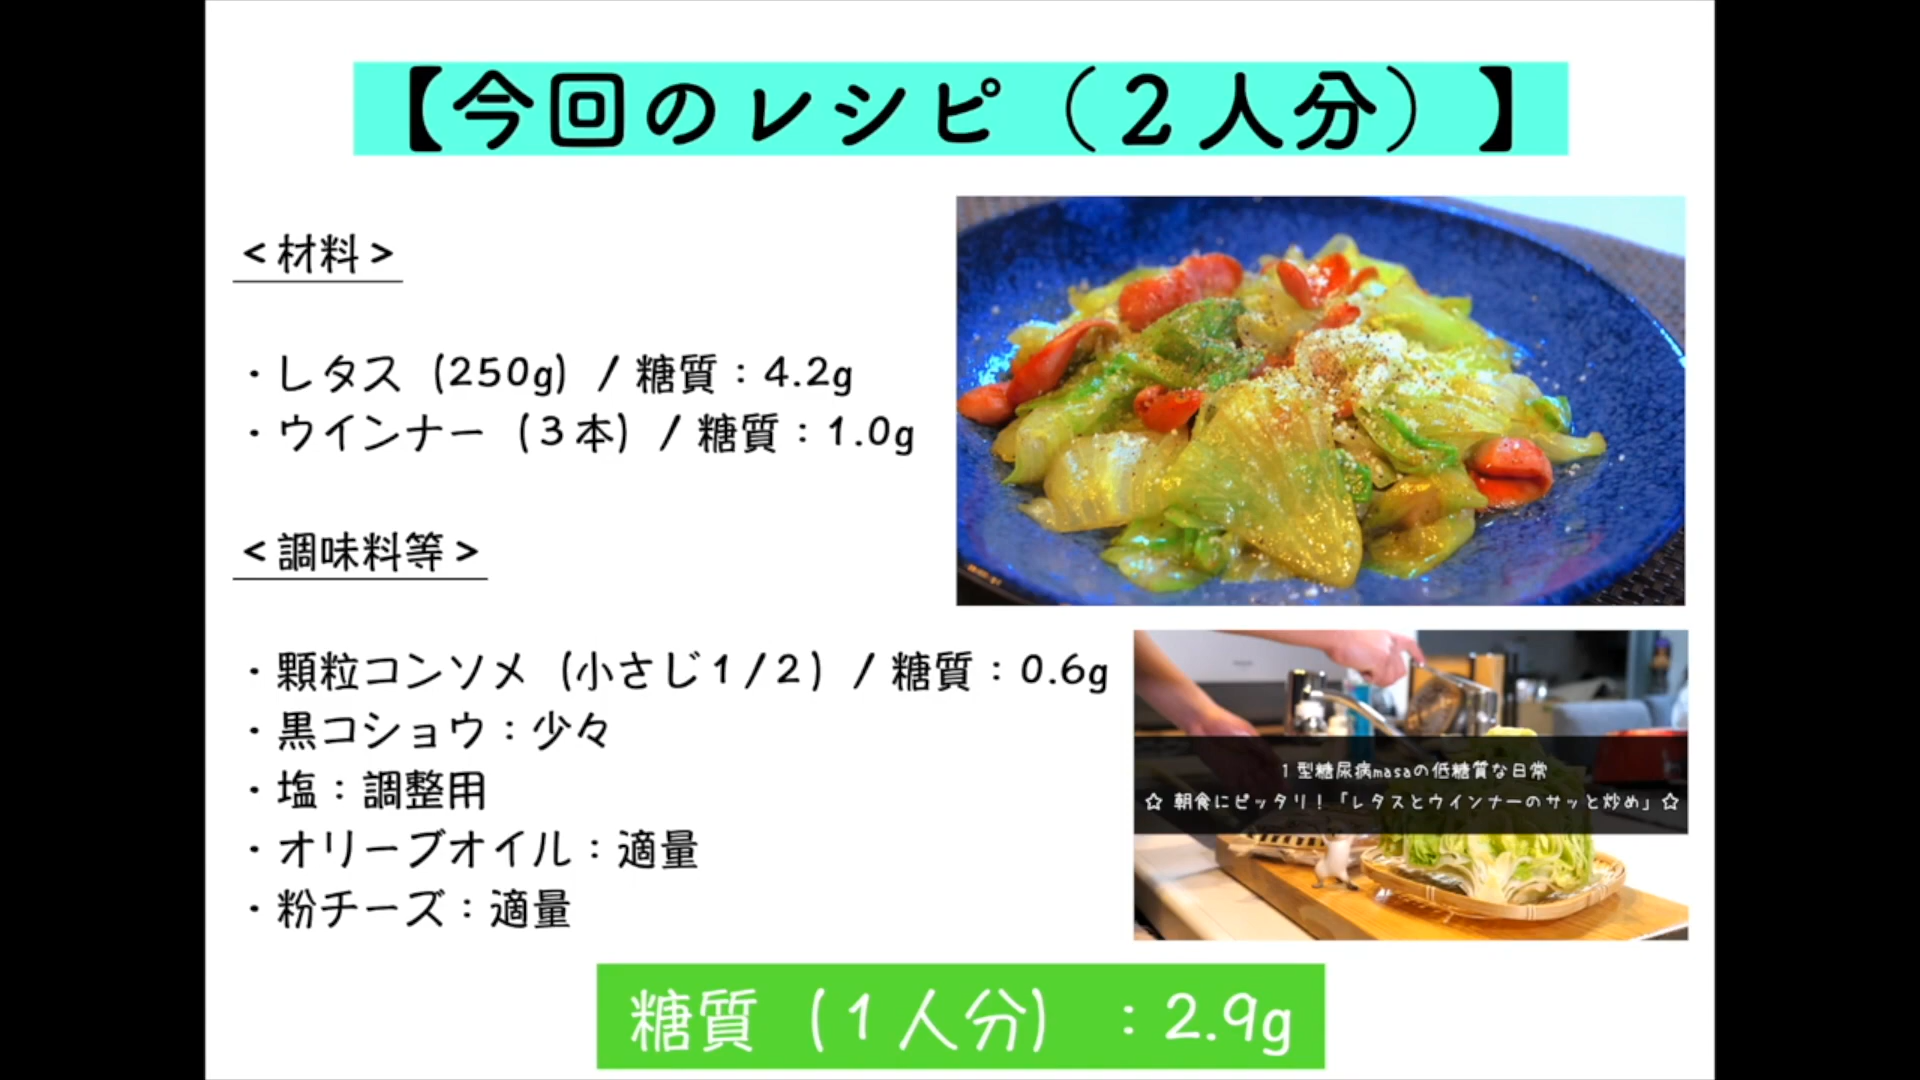 【今回のレシピ（２人分）】
＜材料＞
・レタス（250g）/ 糖質：4.2g
・ウインナー（３本）/ 糖質：1.0g
＜調味料等＞
・顆粒コンソメ（小さじ１/２）/ 糖質：0.6g
・黒コショウ：少々
・塩：調整用
・オリーブオイル：適量
・粉チーズ：適量
１型糖尿病masaの低糖質な日常
☆ 朝食にピッタリ！「レタスとウインナーのサッと炒め」☆
糖質（１人分）：2.9g